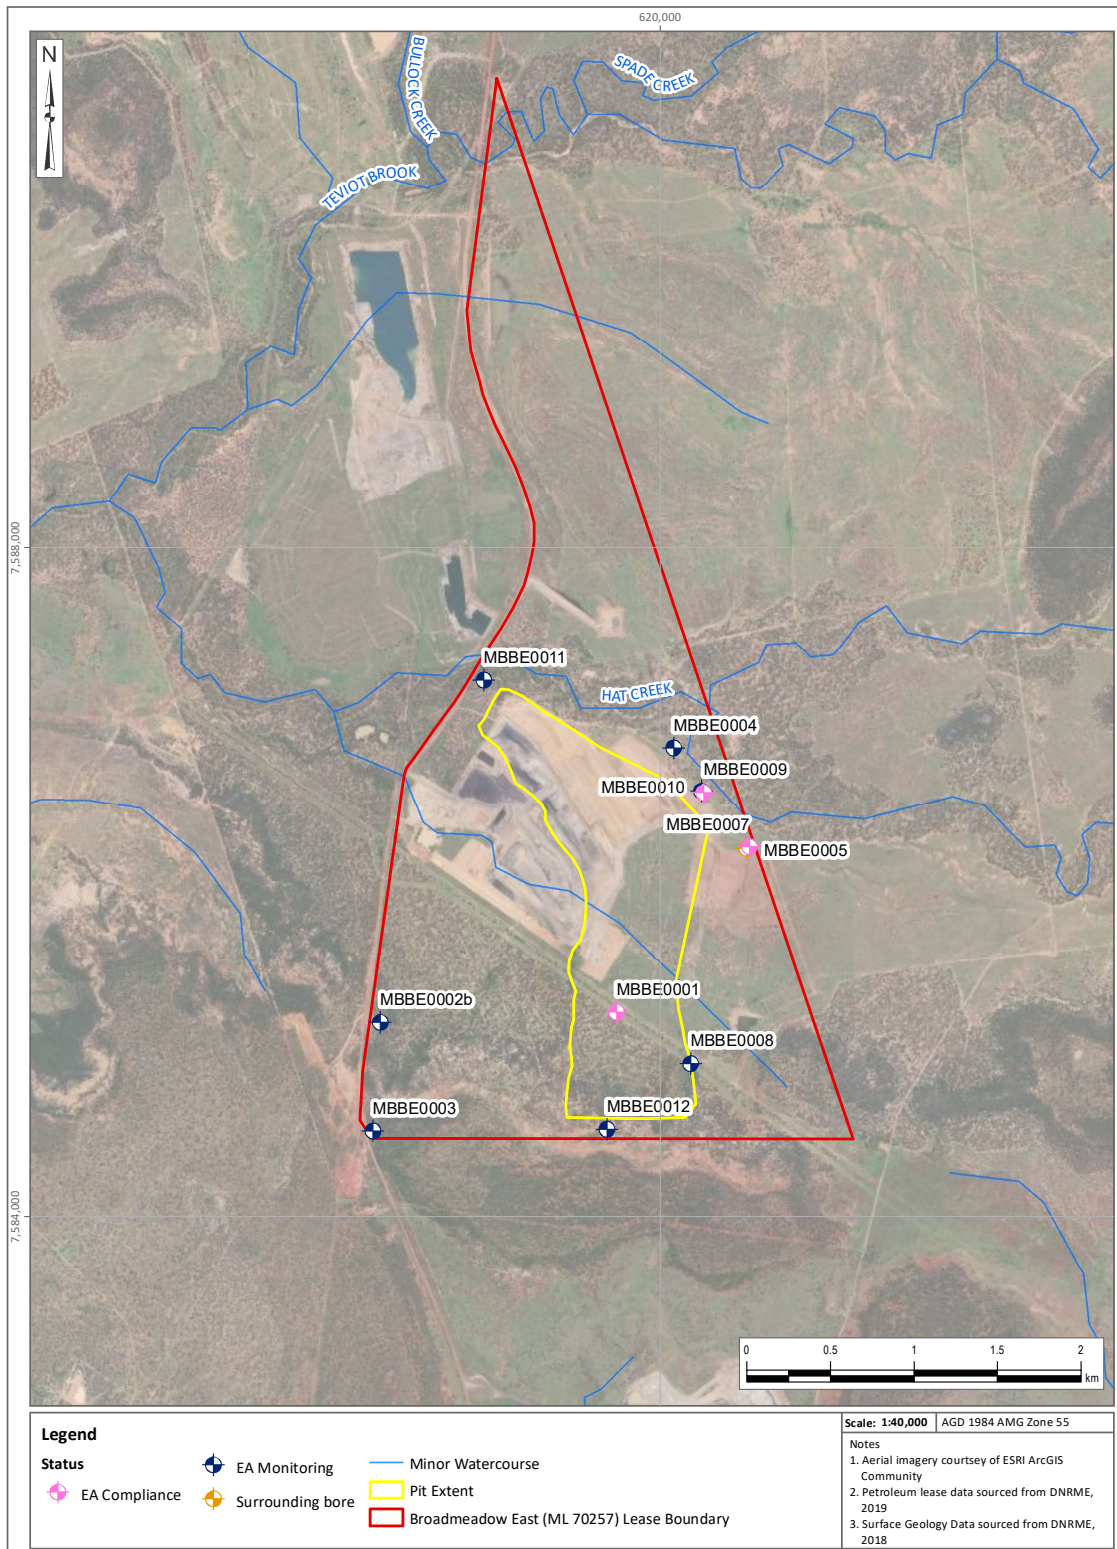 620,000
N
BULLOCK CREEK
SPADE CREEK
TEVIOT BROOK
7,588,000
MBBE0011
HAT CREEK
MBBE0004
MBBE0009
MBBE0010
MBBE0007
MBBE0005
MBBE0001
MBBE0002b
MBBE0008
MBBE0003
MBBE0012
7,584,000
0 0.5 1 1.5 2
km
Legend
Status
EA Compliance
EA Monitoring
Surrounding bore
Minor Watercourse
Pit Extent
Broadmeadow East (ML 70257) Lease Boundary
Scale: 1:40,000 AGD 1984 AMG Zone 55
Notes
1. Aerial imagery courtsey of ESRI ArcGIS
Community
2. Petroleum lease data sourced from DNRME,
2019
3. Surface Geology Data sourced from DNRME,
2018